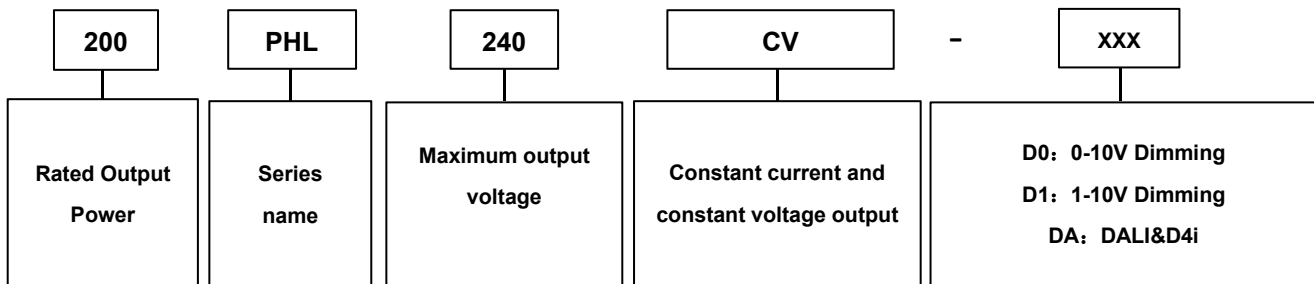 200 PHL 240 CV - XXX
Rated Output
Power
Series
name
Maximum output
voltage
Constant current and
constant voltage output
D0：0-10V Dimming
D1：1-10V Dimming
DA：DALI&D4i